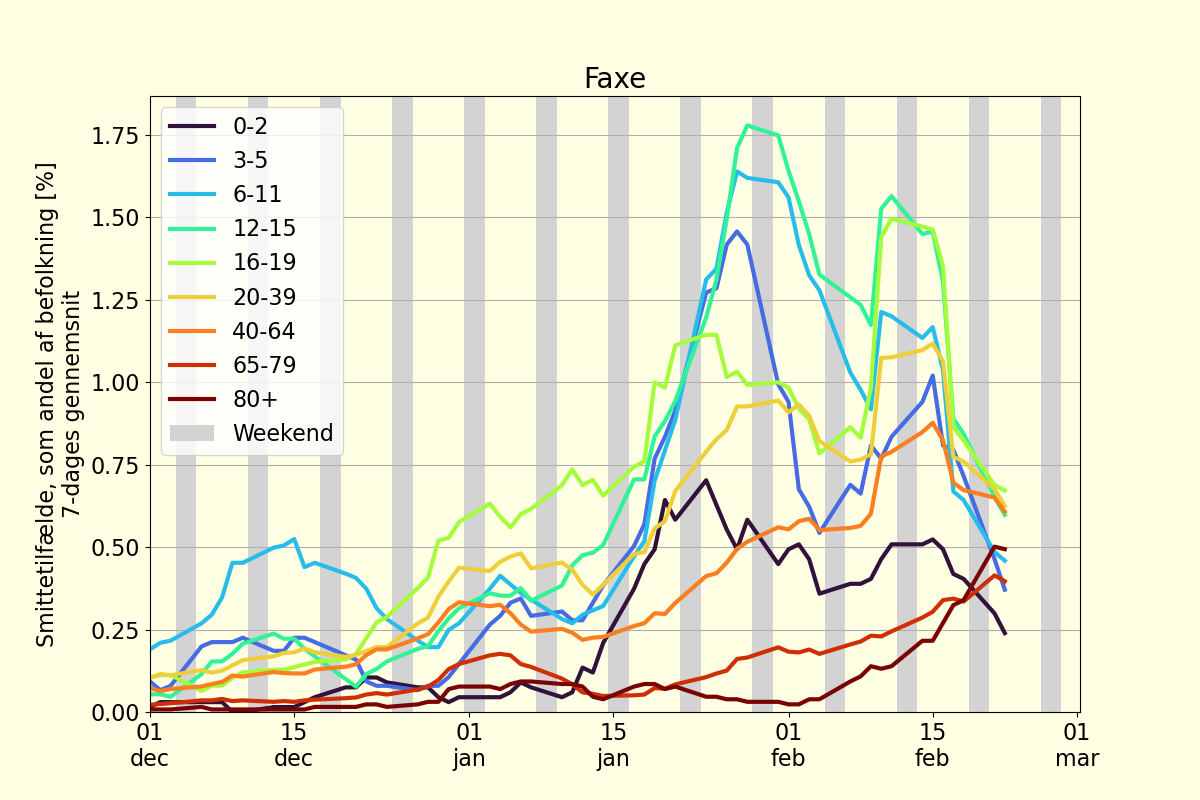 Faxe
Smittetilfælde, som andel af befolkning [%]
7-dages gennemsnit
1.75
1.50
1.25
1.00
0.75
0.50
0.25
0.00
0-2
3-5
6-11
12-15
16-19
20-39
40-64
65-79
80+
Weekend
01 15 01 15 01 15 01
dec dec jan jan feb feb mar